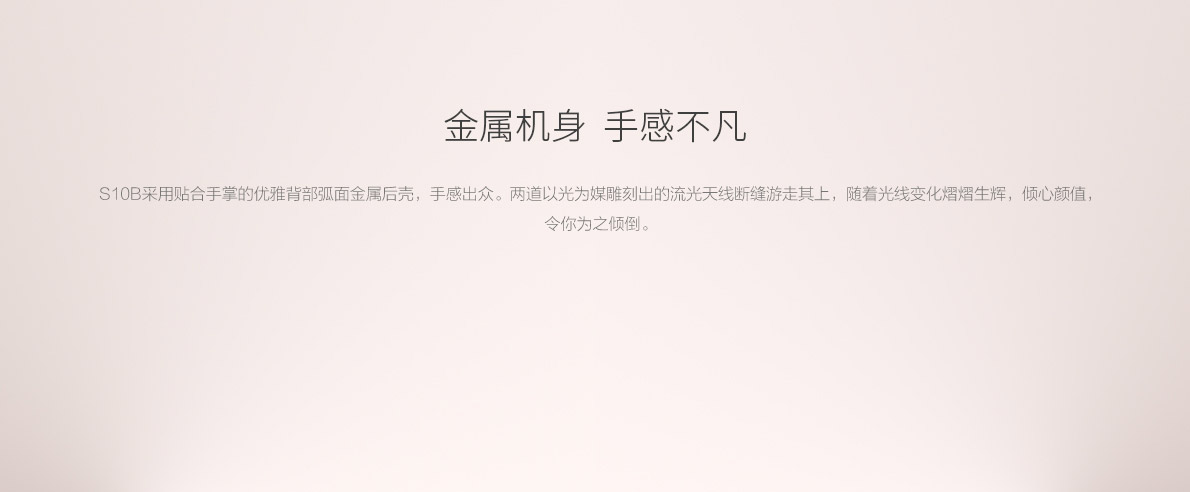 金属机身 手感不凡
S10B采用贴合手掌的优雅背部弧面金属后壳，手感出众。两道以光为媒雕刻出的流光天线断缝游走其上，随着光线变化熠熠生辉，倾心颜值，
令你为之倾倒。